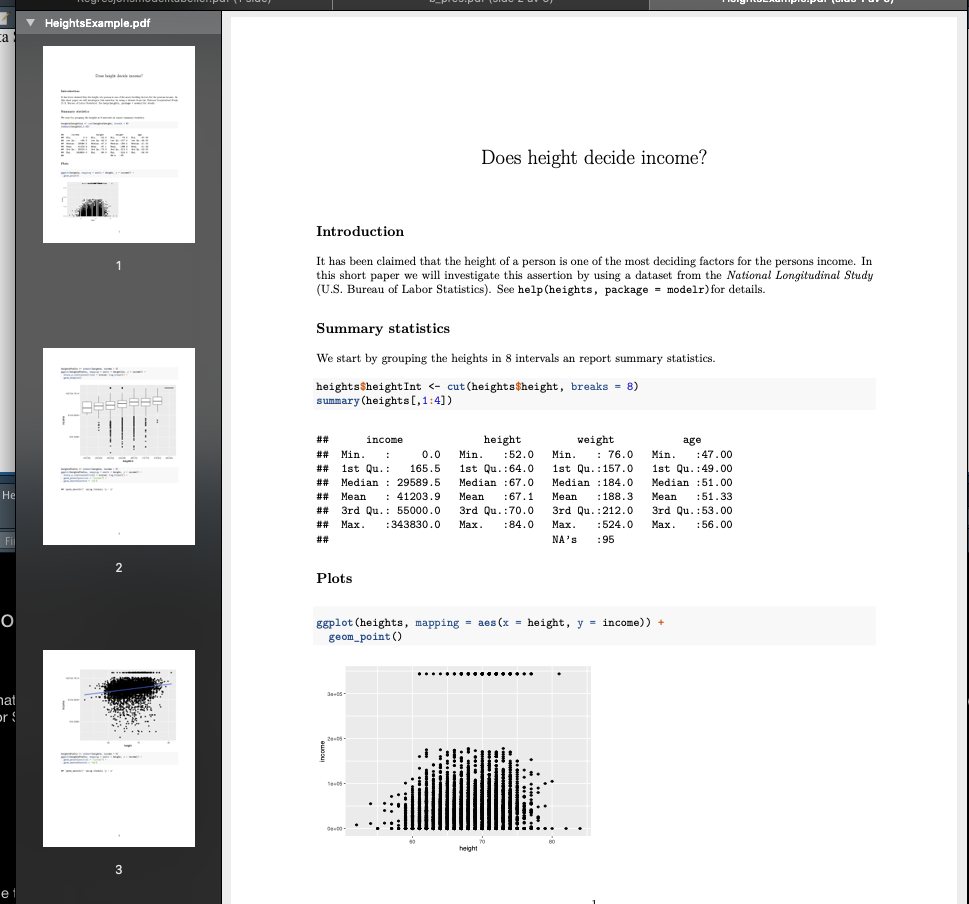 HeightsExample.pdf
1
2
3
Does height decide income?
Introduction
It has been claimed that the height of a person is one of the most deciding factors for the persons income. In
this short paper we will investigate this assertion by using a dataset from the National Longitudinal Study
(U.S. Bureau of Labor Statistics). See help(heights, package = modelr)for details.
Summary statistics
We start by grouping the heights in 8 intervals an report summary statistics.
heights$heightInt <- cut(heights$height, breaks = 8)
summary(heights[,1:4])
## income height weight age
## Min. : 0.0 Min. :52.0 Min. : 76.0 Min. :47.00
## 1st Qu.: 165.5 1st Qu.:64.0 1st Qu.:157.0 1st Qu.:49.00
## Median : 29589.5 Median :67.0 Median :184.0 Median :51.00
## Mean : 41203.9 Mean :67.1 Mean :188.3 Mean :51.33
## 3rd Qu.: 55000.0 3rd Qu.:70.0 3rd Qu.:212.0 3rd Qu.:53.00
## Max. :343830.0 Max. :84.0 Max. :524.0 Max. :56.00
## NA's :95
Plots
ggplot(heights, mapping = aes(x = height, y = income)) +
geom_point()
3e+05
2e+05
income
1e+05
0e+00
60 70 80
height
1